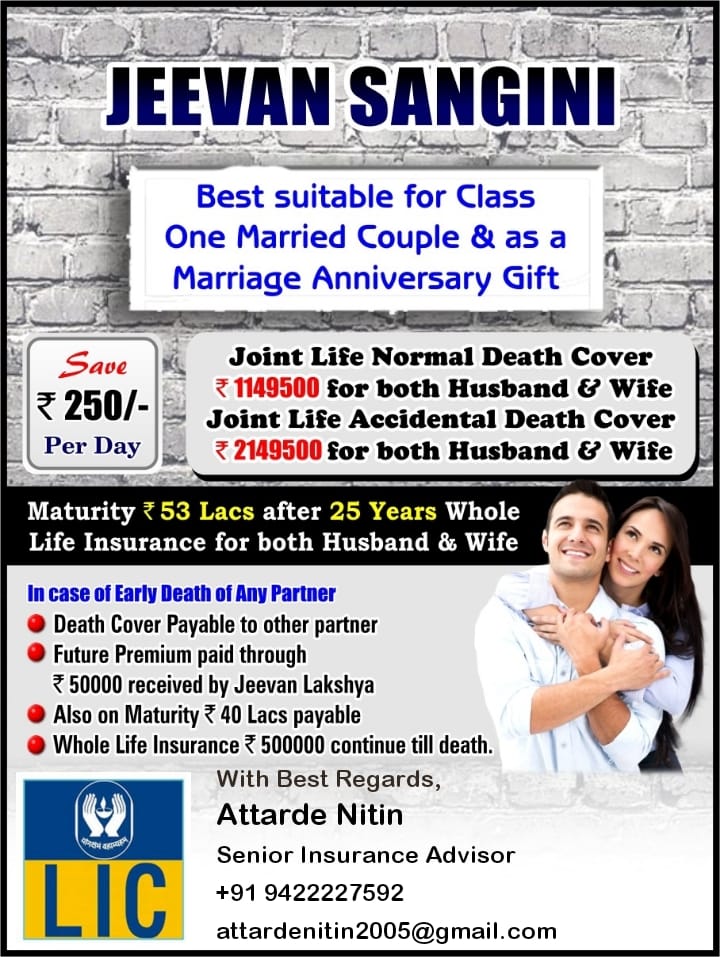 JEEVAN SANGINI
Best suitable for Class
One Married Couple & as a
Marriage Anniversary Gift
Save
₹ 250/-
Per Day
Joint Life Normal Death Cover
₹ 1149500 for both Husband & Wife
Joint Life Accidental Death Cover
₹ 2149500 for both Husband & Wife
Maturity ₹ 53 Lacs after 25 Years Whole
Life Insurance for both Husband & Wife
In case of Early Death of Any Partner
Death Cover Payable to other partner
Future Premium paid through
₹ 50000 received by Jeevan Lakshya
Also on Maturity ₹ 40 Lacs payable
Whole Life Insurance ₹ 500000 continue till death.
योगक्षेमं वहाम्यहम्
LIC
With Best Regards,
Attarde Nitin
Senior Insurance Advisor
+91 9422227592
attardenitin2005@gmail.com